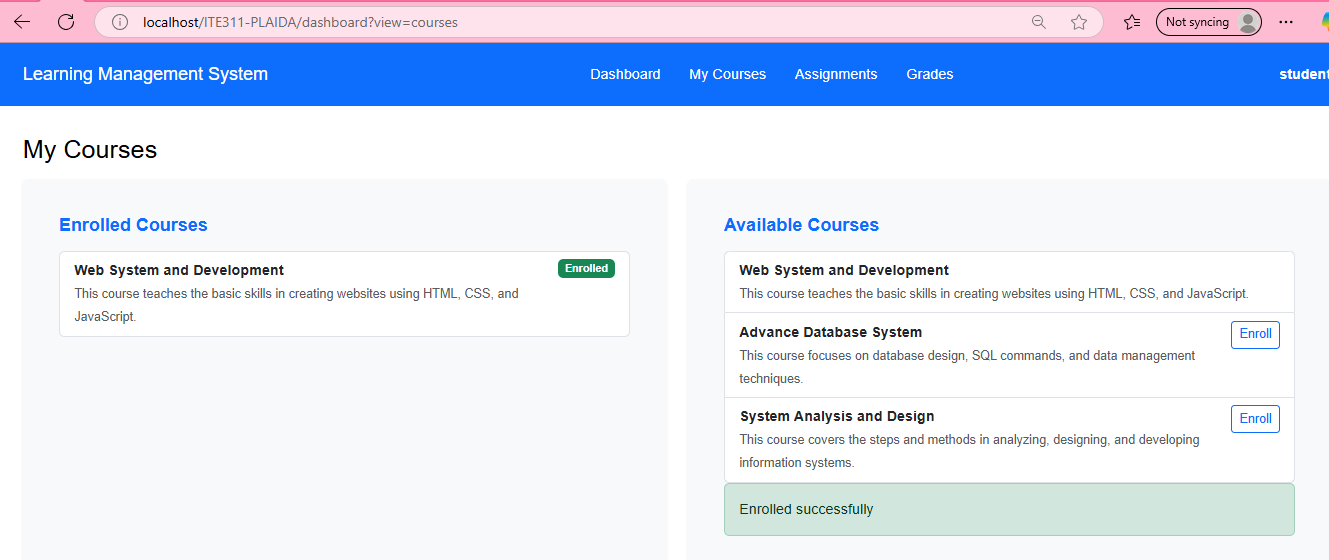 localhost/ITE311-PLAIDA/dashboard?view=courses
Not syncing
Learning Management System
Dashboard
My Courses
Assignments
Grades
student
My Courses
Enrolled Courses
Web System and Development
Enrolled
This course teaches the basic skills in creating websites using HTML, CSS, and
JavaScript.
Available Courses
Web System and Development
This course teaches the basic skills in creating websites using HTML, CSS, and JavaScript.
Advance Database System
Enroll
This course focuses on database design, SQL commands, and data management
techniques.
System Analysis and Design
Enroll
This course covers the steps and methods in analyzing, designing, and developing
information systems.
Enrolled successfully